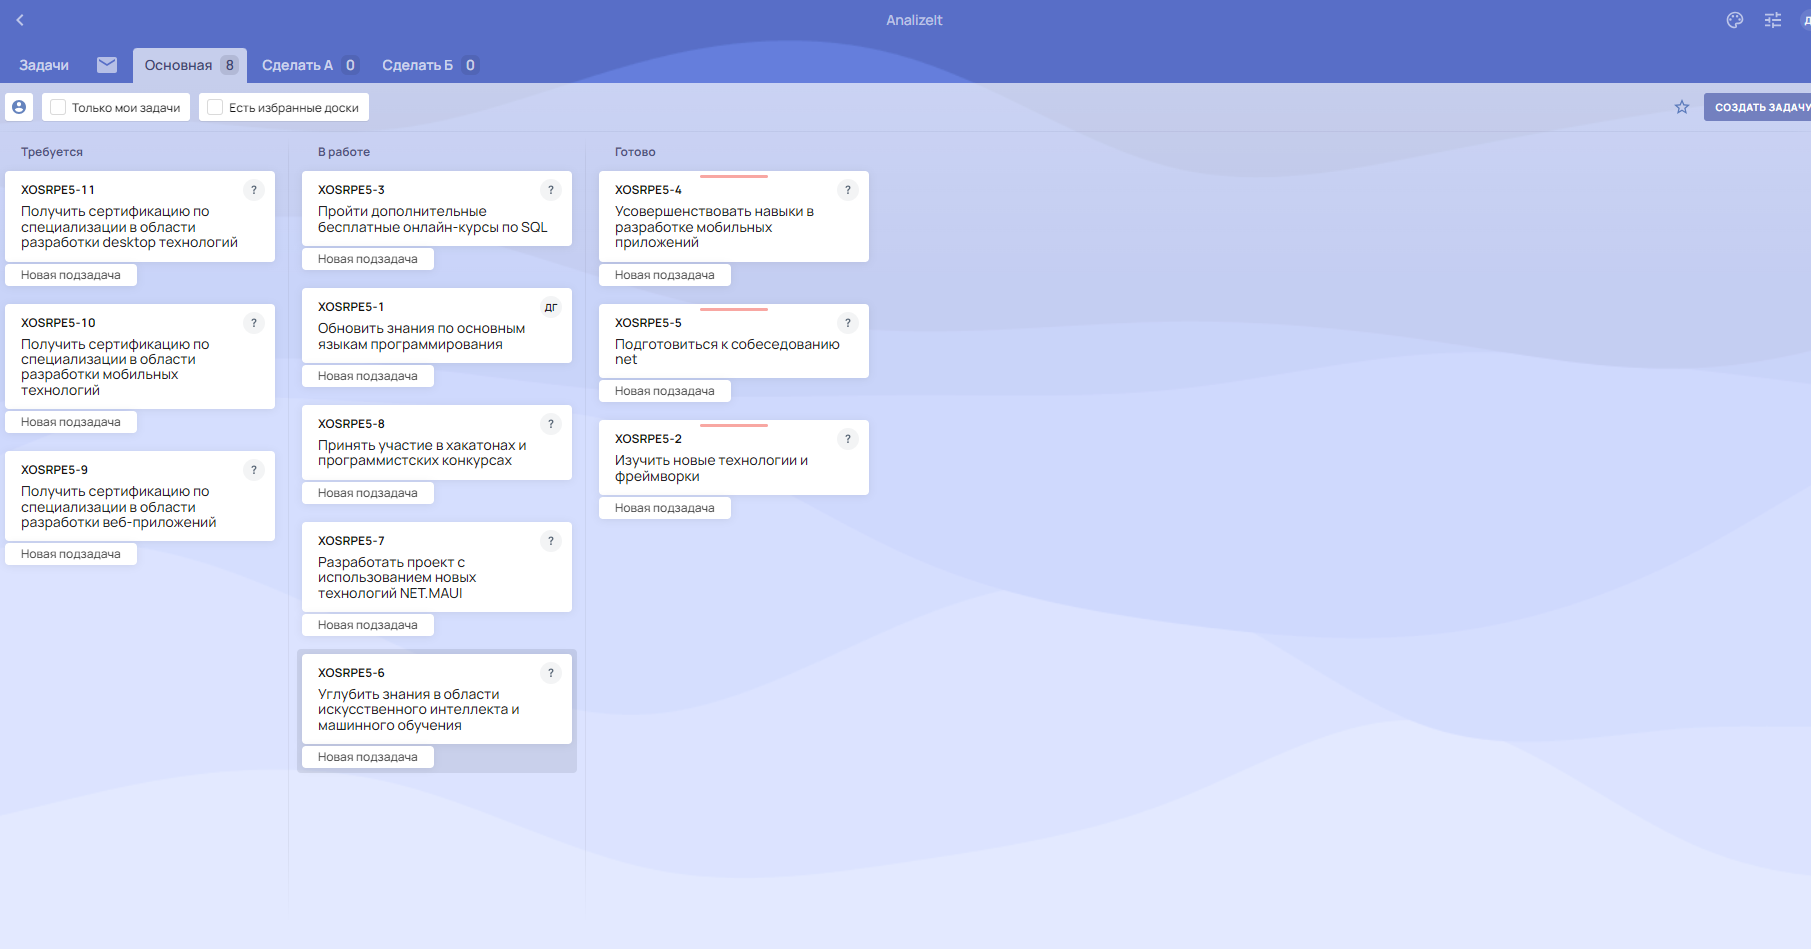 AnalizeIt
Задачи
Основная 8
Сделать А 0
Сделать Б 0
Только мои задачи
Есть избранные доски
СОЗДАТЬ ЗАДАЧУ
Требуется
XOSRPE5-11
?
Получить сертификацию по
специализации в области
разработки desktop технологий
Новая подзадача
XOSRPE5-10
?
Получить сертификацию по
специализации в области
разработки мобильных
технологий
Новая подзадача
XOSRPE5-9
?
Получить сертификацию по
специализации в области
разработки веб-приложений
Новая подзадача
В работе
XOSRPE5-3
?
Пройти дополнительные
бесплатные онлайн-курсы по SQL
Новая подзадача
XOSRPE5-1
ДГ
Обновить знания по основным
языкам программирования
Новая подзадача
XOSRPE5-8
?
Принять участие в хакатонах и
программистских конкурсах
Новая подзадача
XOSRPE5-7
?
Разработать проект с
использованием новых
технологий NET.MAUI
Новая подзадача
XOSRPE5-6
?
Углубить знания в области
искусственного интеллекта и
машинного обучения
Новая подзадача
Готово
XOSRPE5-4
?
Усовершенствовать навыки в
разработке мобильных
приложений
Новая подзадача
XOSRPE5-5
?
Подготовиться к собеседованию
net
Новая подзадача
XOSRPE5-2
?
Изучить новые технологии и
фреймворки
Новая подзадача